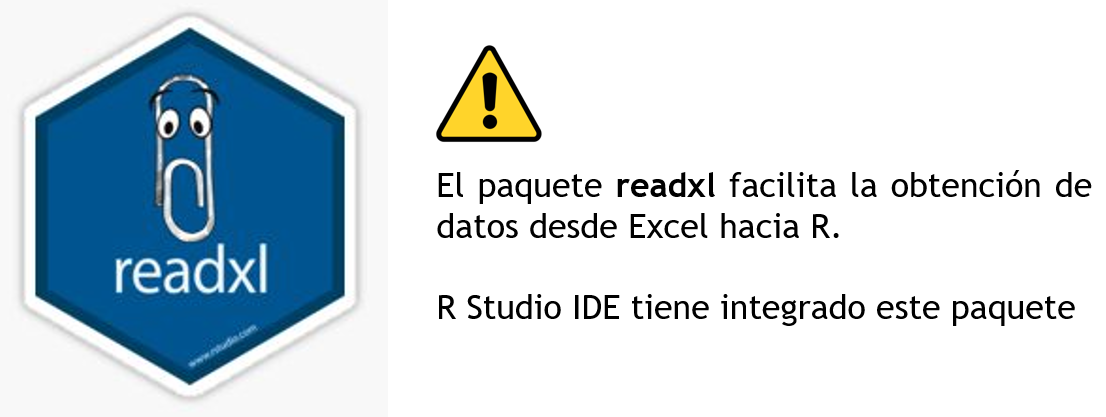 readxl
www.rstudio.com
El paquete readxl facilita la obtención de
datos desde Excel hacia R.
R Studio IDE tiene integrado este paquete